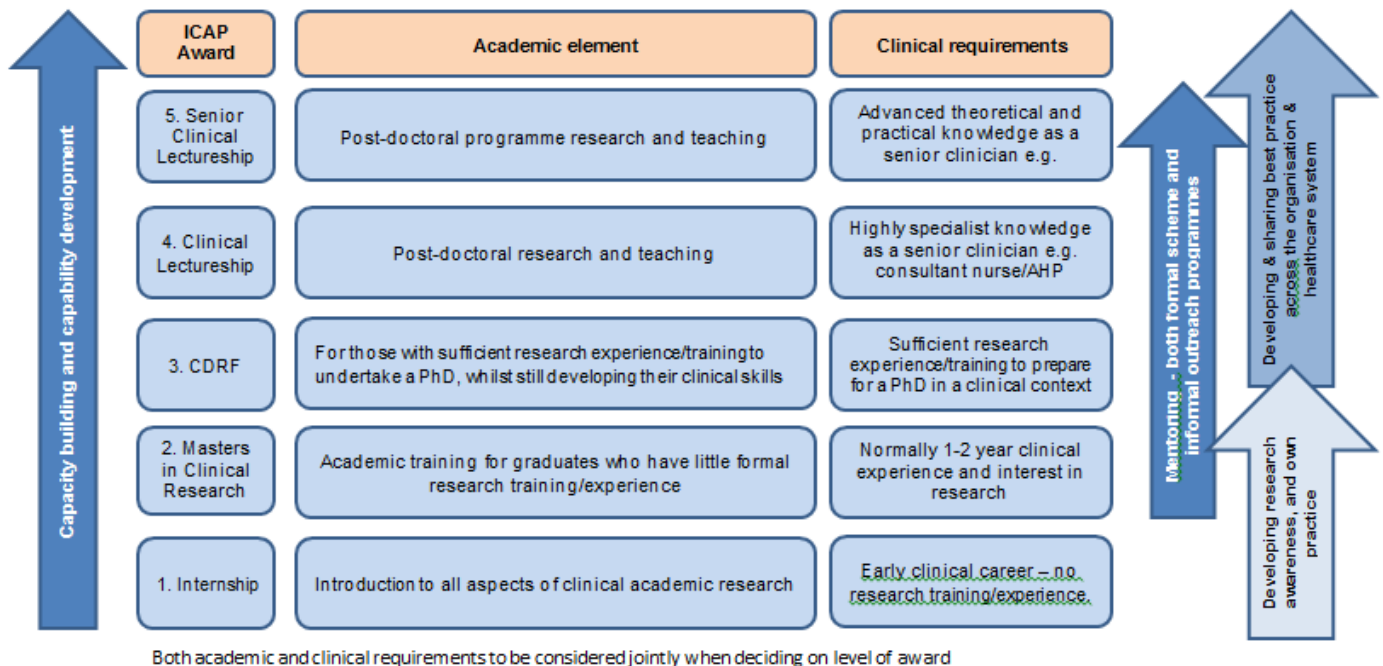 Capacity building and capability development
ICAP
Award
Academic element
Clinical requirements
5. Senior
Clinical
Lectureship
Post-doctoral programme research and teaching
Advanced theoretical and
practical knowledge as a
senior clinician e.g.
4. Clinical
Lectureship
Post-doctoral research and teaching
Highly specialist knowledge
as a senior clinician e.g.
consultant nurse/AHP
3. CDRF
For those with sufficient research experience/training to
undertake a PhD, whilst still developing their clinical skills
Sufficient research
experience/training to prepare
for a PhD in a clinical context
2. Masters
in Clinical
Research
Academic training for graduates who have little formal
research training/experience
Normally 1-2 year clinical
experience and interest in
research
1. Internship
Introduction to all aspects of clinical academic research
Early clinical career – no
research training/experience.
Mentoring - both formal scheme and
informal outreach programmes
Developing & sharing best practice
across the organisation &
healthcare system
Developing research
awareness, and own
practice
Both academic and clinical requirements to be considered jointly when deciding on level of award